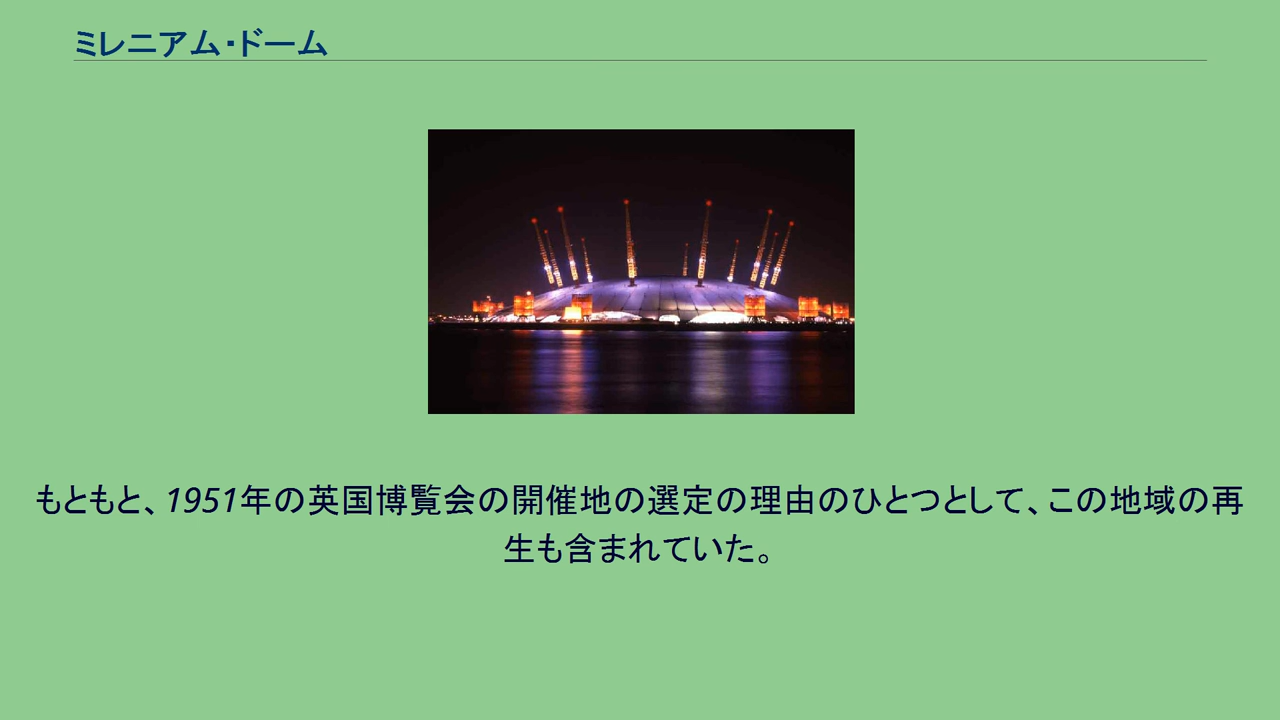 ミレニアム・ドーム
もともと、1951年の英国博覧会の開催地の選定の理由のひとつとして、この地域の再
生も含まれていた。